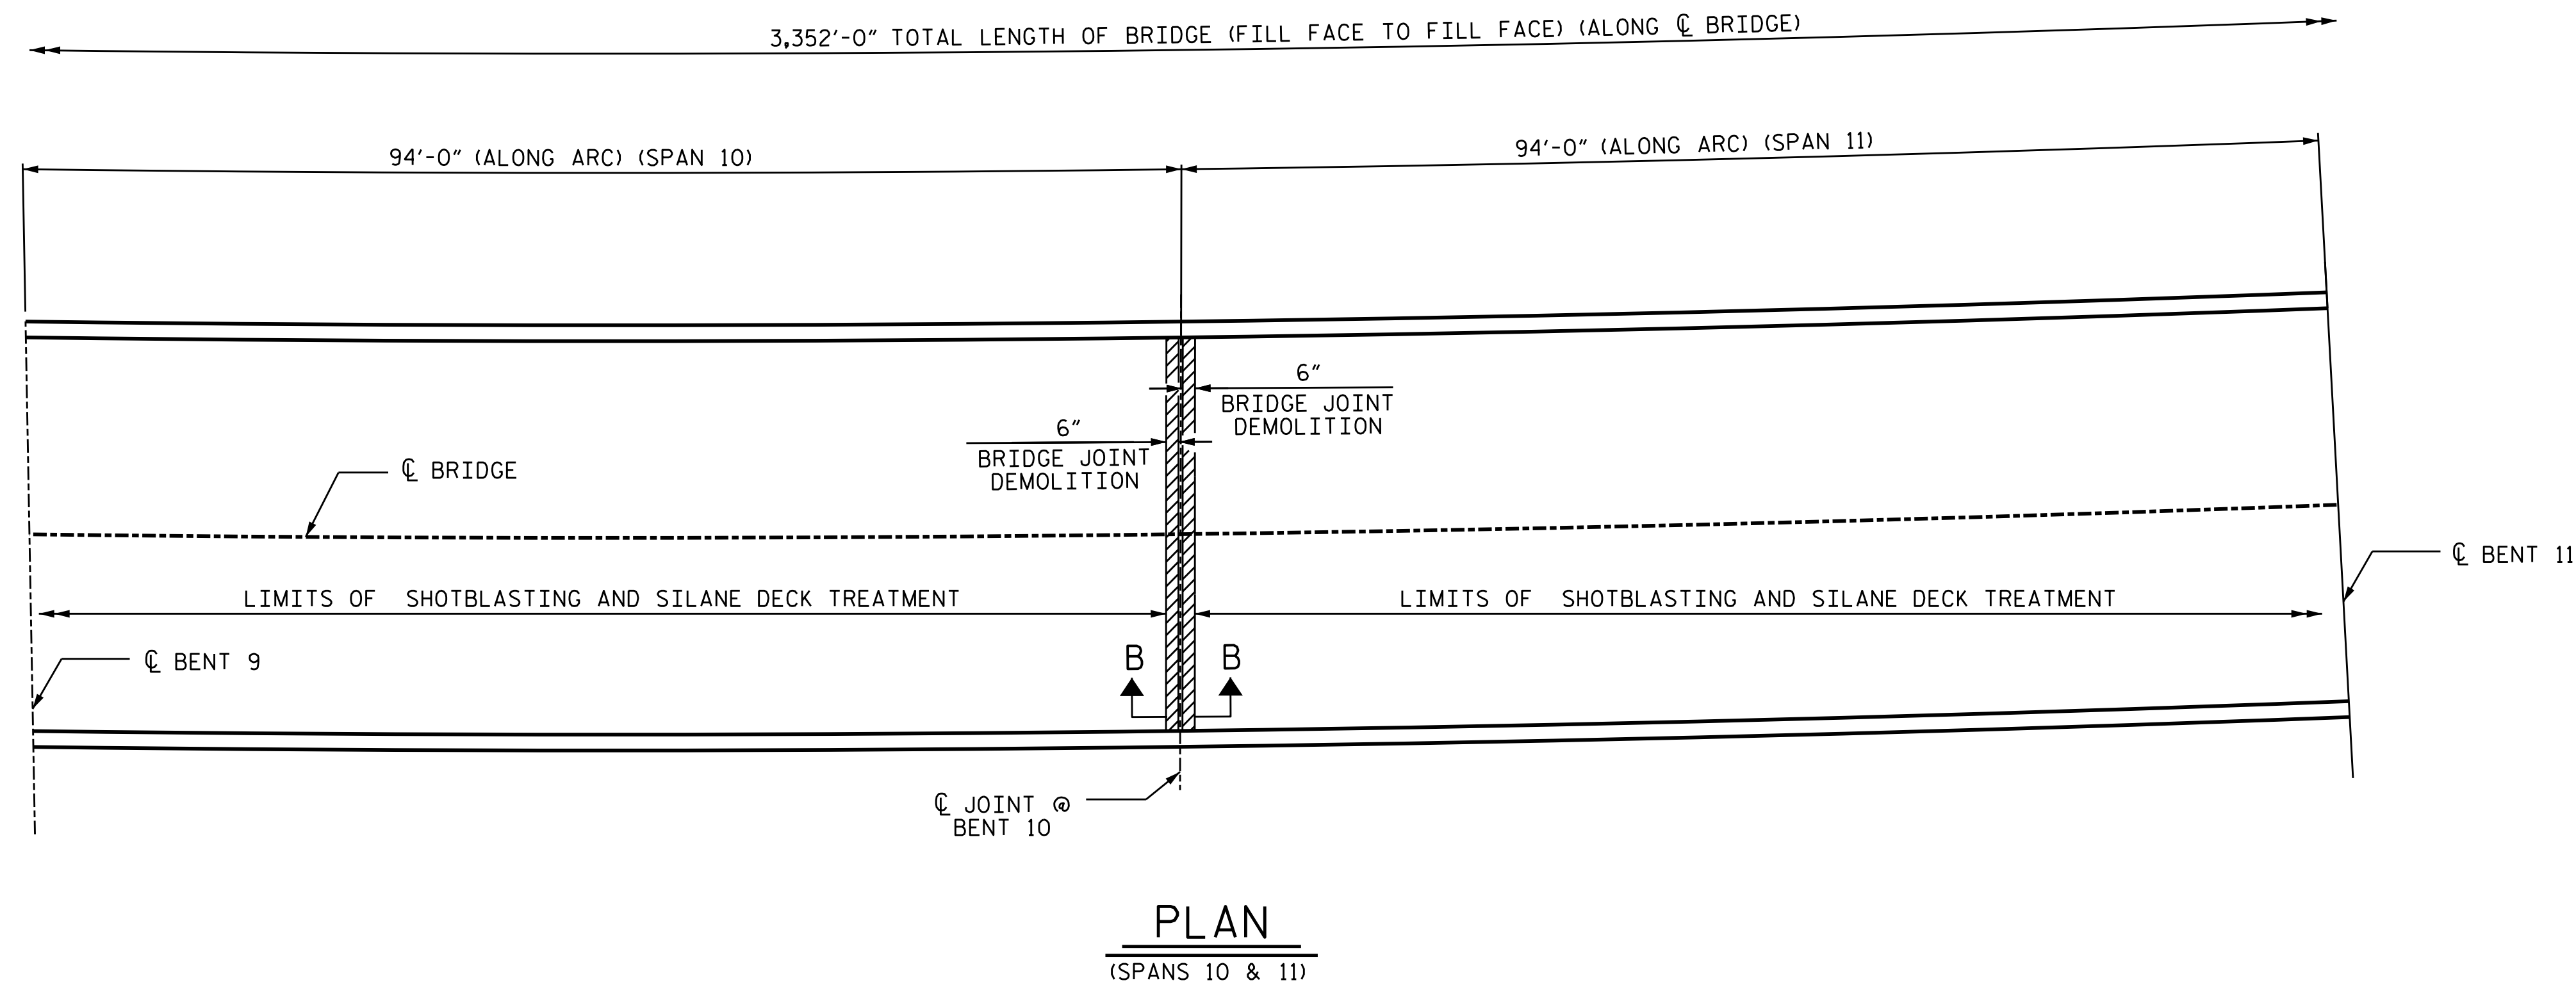 3,352'-0" TOTAL LENGTH OF BRIDGE (FILL FACE TO FILL FACE) (ALONG ℄ BRIDGE)
94'-0" (ALONG ARC) (SPAN 10)
94'-0" (ALONG ARC) (SPAN 11)
6"
BRIDGE JOINT
DEMOLITION
6"
BRIDGE JOINT
DEMOLITION
℄ BRIDGE
℄ BENT 11
LIMITS OF SHOTBLASTING AND SILANE DECK TREATMENT
LIMITS OF SHOTBLASTING AND SILANE DECK TREATMENT
℄ BENT 9
B
B
℄ JOINT @
BENT 10
PLAN
(SPANS 10 & 11)